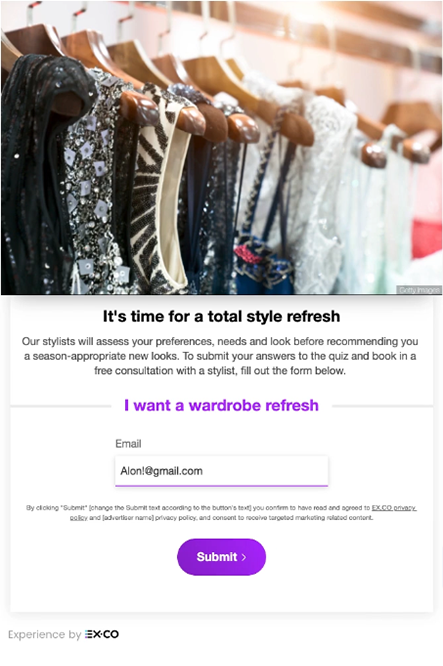 Getty Images
It's time for a total style refresh
Our stylists will assess your preferences, needs and look before recommending you
a season-appropriate new looks. To submit your answers to the quiz and book in a
free consultation with a stylist, fill out the form below.
I want a wardrobe refresh
Email
Alon!@gmail.com
By clicking "Submit" [change the Submit text according to the button's text] you confirm to have read and agreed to EX.CO privacy
policy and [advertiser name] privacy policy, and consent to receive targeted marketing related content.
Submit >
Experience by EX.CO